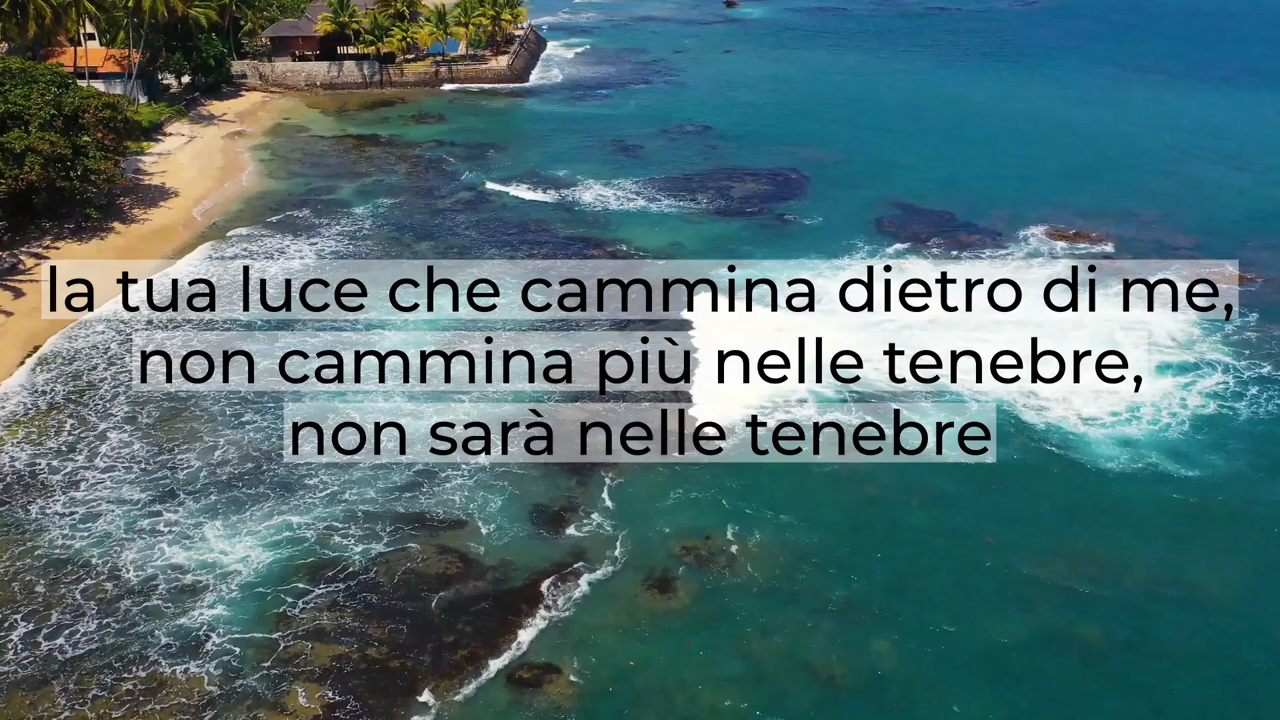 la tua luce che cammina dietro di me,
non cammina più nelle tenebre,
non sarà nelle tenebre